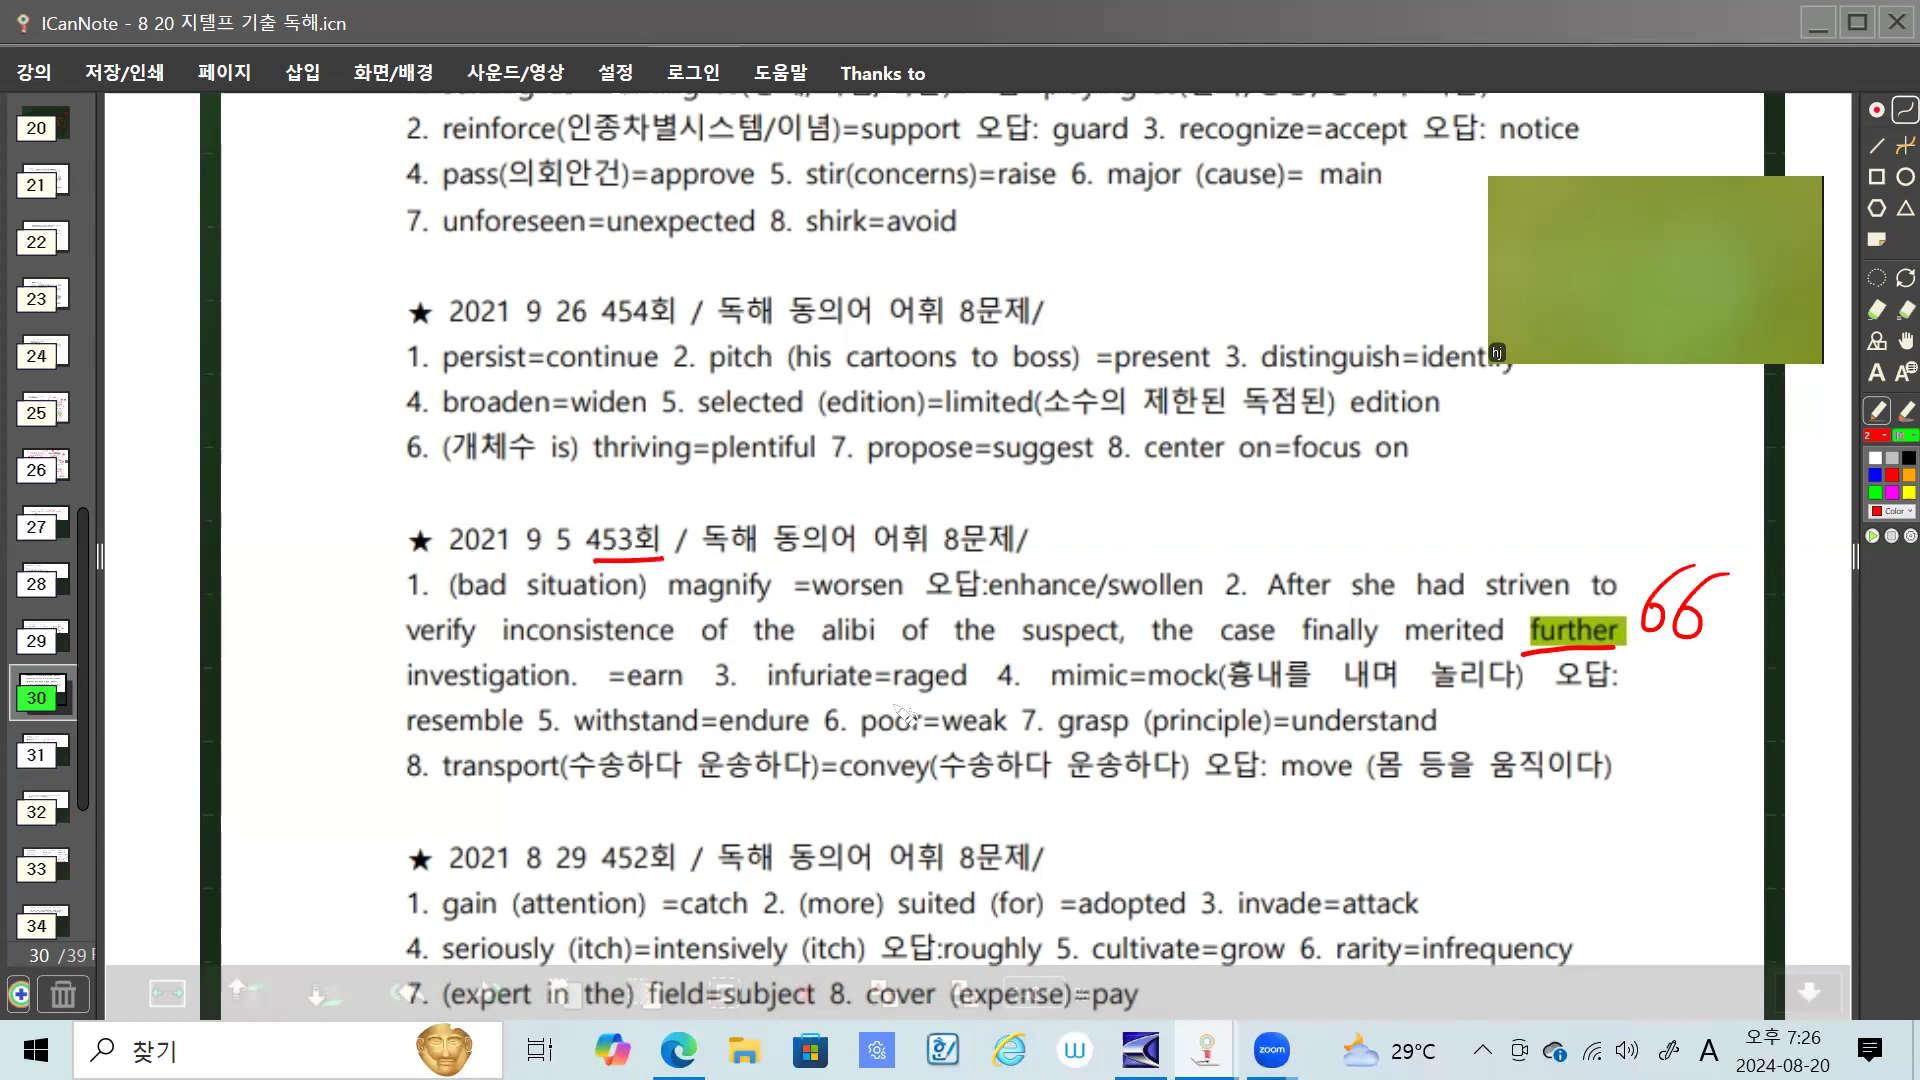 ICanNote - 8 20 지텔프 기출 독해.icn
강의 저장/인쇄 페이지 삽입 화면/배경 사운드/영상 설정 로그인 도움말 Thanks to
2. reinforce(인종차별시스템/이념)=support 오답: guard 3. recognize=accept 오답: notice
4. pass(의회안건)=approve 5. stir(concerns)=raise 6. major (cause)= main
7. unforeseen=unexpected 8. shirk=avoid
★ 2021 9 26 454회 / 독해 동의어 어휘 8문제/
1. persist=continue 2. pitch (his cartoons to boss) =present 3. distinguish=identify
hj
4. broaden=widen 5. selected (edition)=limited(소수의 제한된 독점된) edition
6. (개체수 is) thriving=plentiful 7. propose=suggest 8. center on=focus on
★ 2021 9 5 453회 / 독해 동의어 어휘 8문제/
1. (bad situation) magnify =worsen 오답:enhance/swollen 2. After she had striven to
verify inconsistence of the alibi of the suspect, the case finally merited further 66
investigation. =earn 3. infuriate=raged 4. mimic=mock(흉내를 내며 놀리다) 오답:
resemble 5. withstand=endure 6. poor=weak 7. grasp (principle)=understand
8. transport(수송하다 운송하다)=convey(수송하다 운송하다) 오답: move (몸 등을 움직이다)
★ 2021 8 29 452회 / 독해 동의어 어휘 8문제/
1. gain (attention) =catch 2. (more) suited (for) =adopted 3. invade=attack
4. seriously (itch)=intensively (itch) 오답:roughly 5. cultivate=grow 6. rarity=infrequency
7. (expert in the) field=subject 8. cover (expense)=pay
20
21
22
23
24
25
26
27
28
29
30
31
32
33
34
30 /39
A A
2
Color
찾기
W
zoom
29°C
A
오후 7:26
2024-08-20